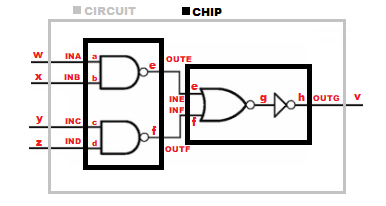 CIRCUIT CHIP
w INA a e OUTE
x INB b e
INE g h OUTG v
INF
y INC c f
f
z IND d OUTF